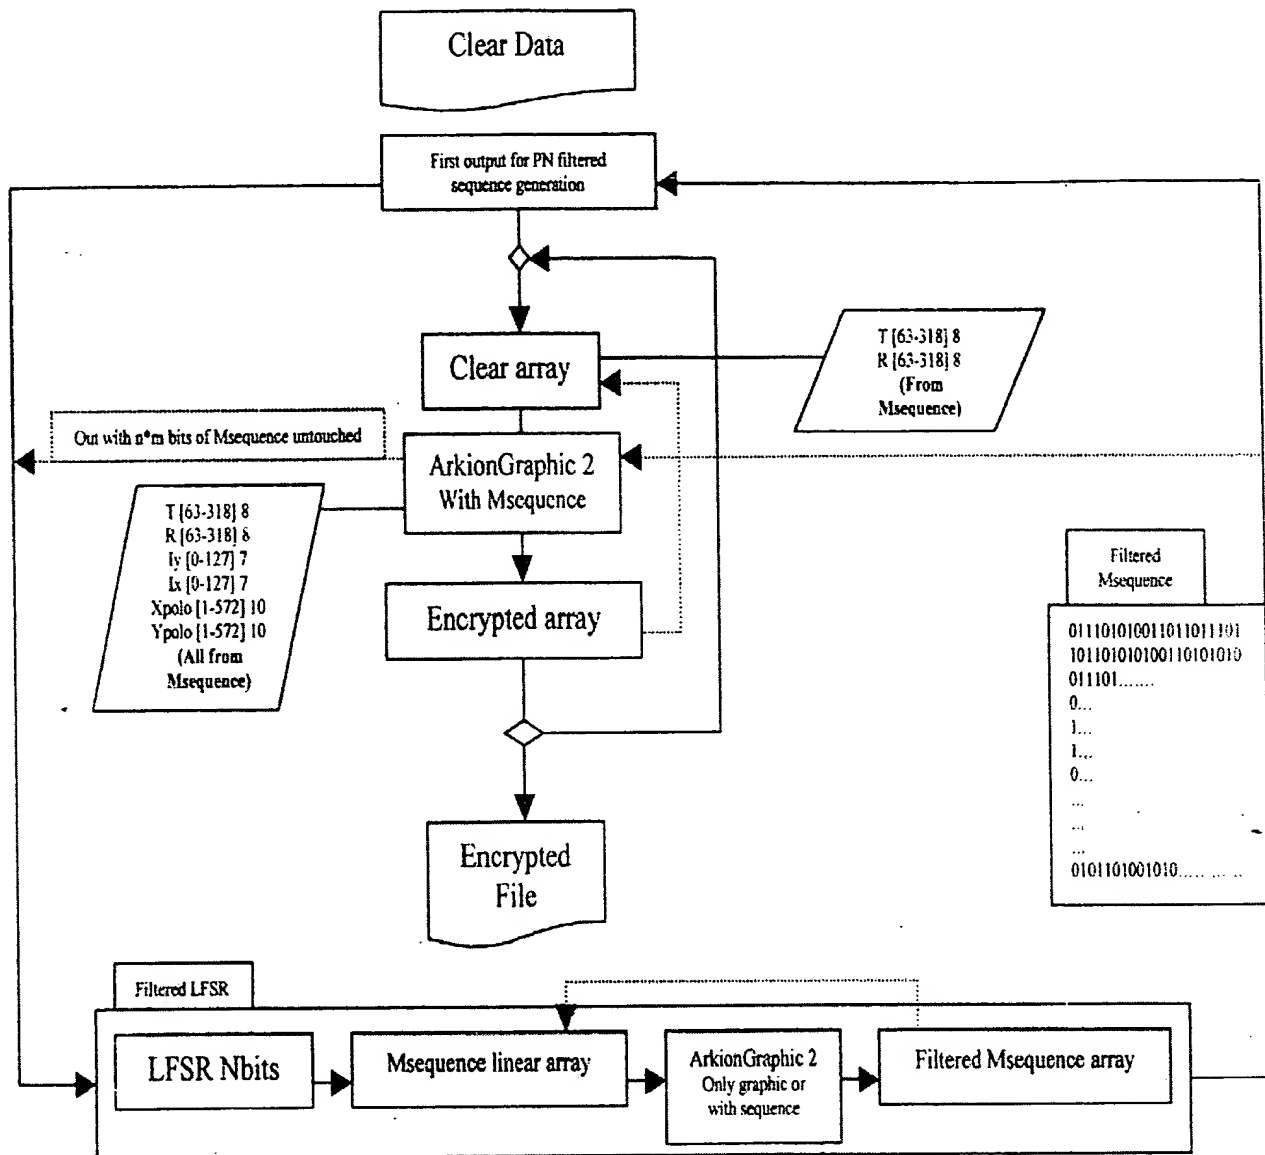 Clear Data
First output for PN filtered
sequence generation
Clear array
T [63-318] 8
R [63-318] 8
(From
Msequence)
Out with n*m bits of Msequence untouched
ArkionGraphic 2
With Msequence
T [63-318] 8
R [63-318] 8
Iy [0-127] 7
Ix [0-127] 7
Xpolo [1-572] 10
Ypolo [1-572] 10
(All from
Msequence)
Encrypted array
Filtered
Msequence
01110101001101101110​1
10110101010011010101​0
011101.......
0...
1...
1...
0...
...
...
...
0101101001010..........
Encrypted
File
Filtered LFSR
LFSR Nbits
Msequence linear array
ArkionGraphic 2
Only graphic or
with sequence
Filtered Msequence array